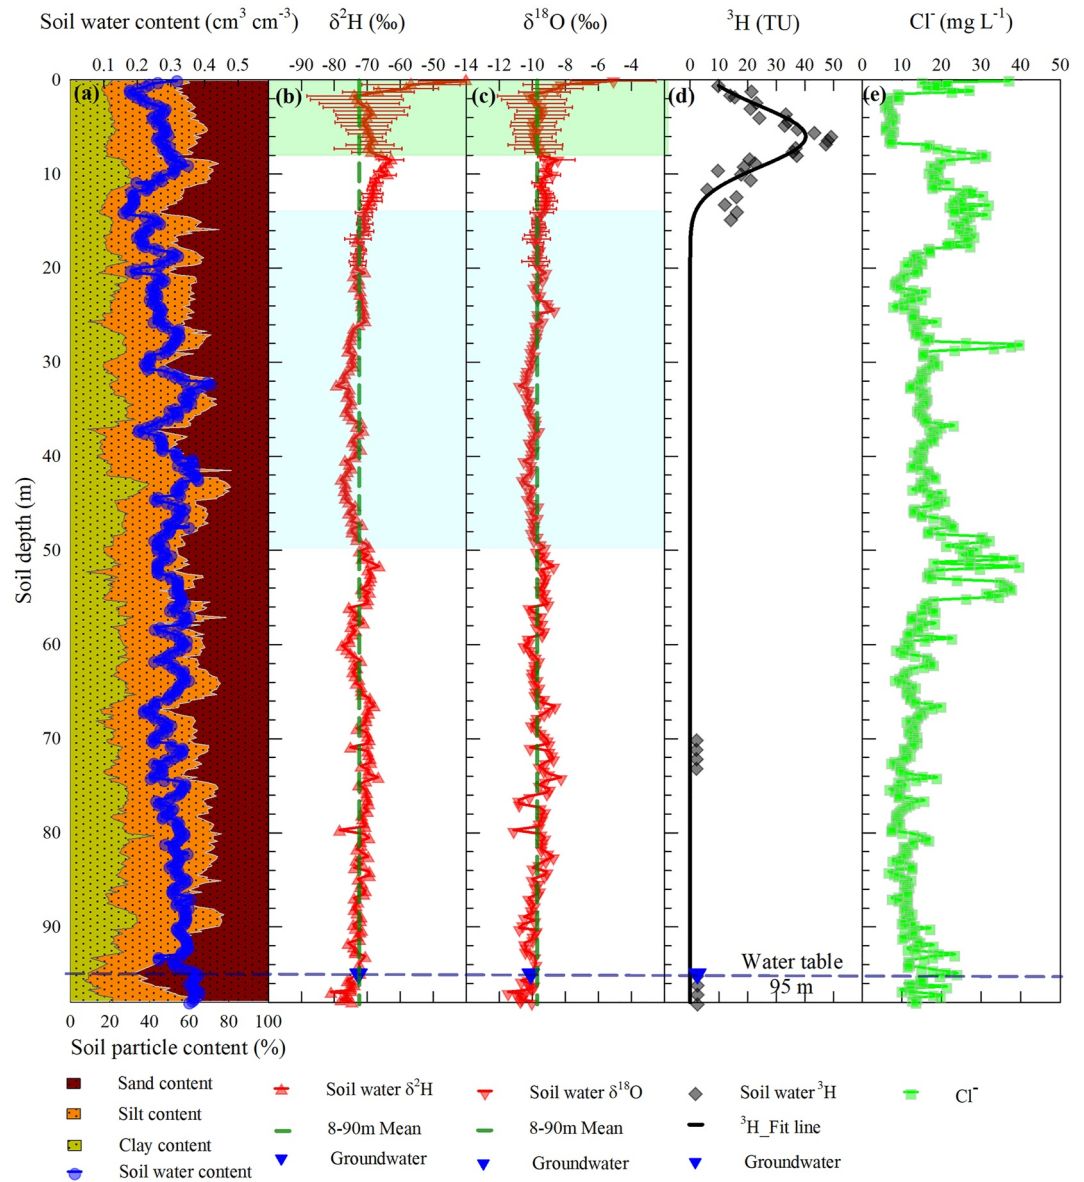 Soil water content (cm³ cm⁻³) δ²H (‰) δ¹⁸O (‰) ³H (TU) Cl⁻ (mg L⁻¹)
0.1 0.2 0.3 0.4 0.5 -90 -80 -70 -60 -50 -14 -12 -10 -8 -6 -4 0 10 20 30 40 50 0 10 20 30 40 50
(a) (b) (c) (d) (e)
Soil depth (m)
0
10
20
30
40
50
60
70
80
90
Water table
95 m
0 20 40 60 80 100
Soil particle content (%)
Sand content
Silt content
Clay content
Soil water content
Soil water δ²H
8-90m Mean
Groundwater
Soil water δ¹⁸O
8-90m Mean
Groundwater
Soil water ³H
³H_Fit line
Groundwater
Cl⁻